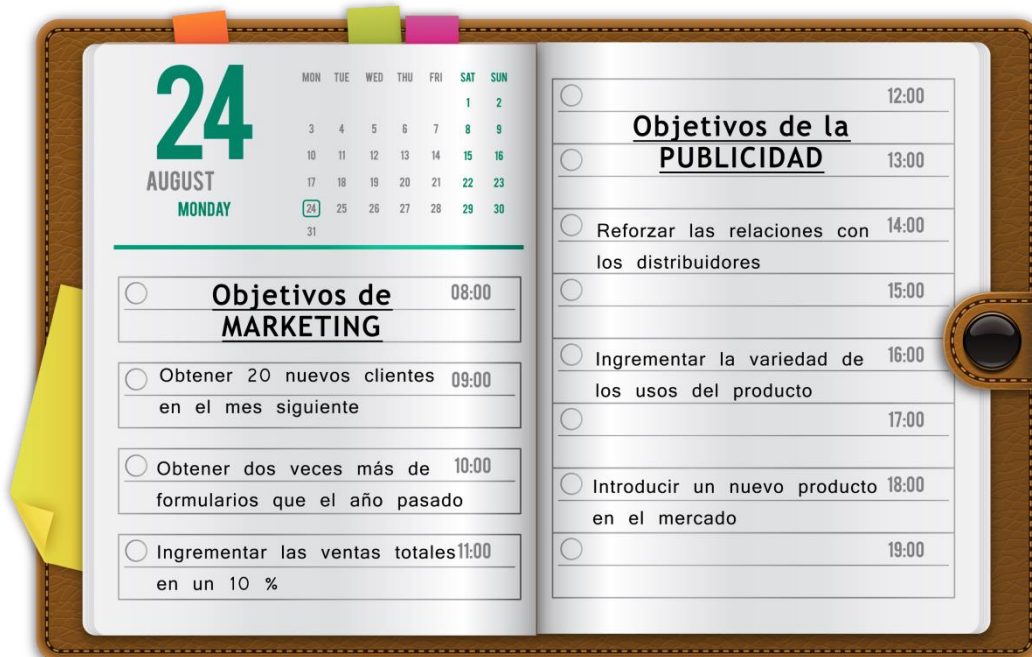 24
AUGUST
MONDAY
MON TUE WED THU FRI SAT SUN
1 2
3 4 5 6 7 8 9
10 11 12 13 14 15 16
17 18 19 20 21 22 23
24 25 26 27 28 29 30
31
Objetivos de 08:00
MARKETING
Obtener 20 nuevos clientes 09:00
en el mes siguiente
Obtener dos veces más de 10:00
formularios que el año pasado
Ingrementar las ventas totales 11:00
en un 10 %
12:00
Objetivos de la
PUBLICIDAD 13:00
Reforzar las relaciones con 14:00
los distribuidores
15:00
Ingrementar la variedad de 16:00
los usos del producto
17:00
Introducir un nuevo producto 18:00
en el mercado
19:00